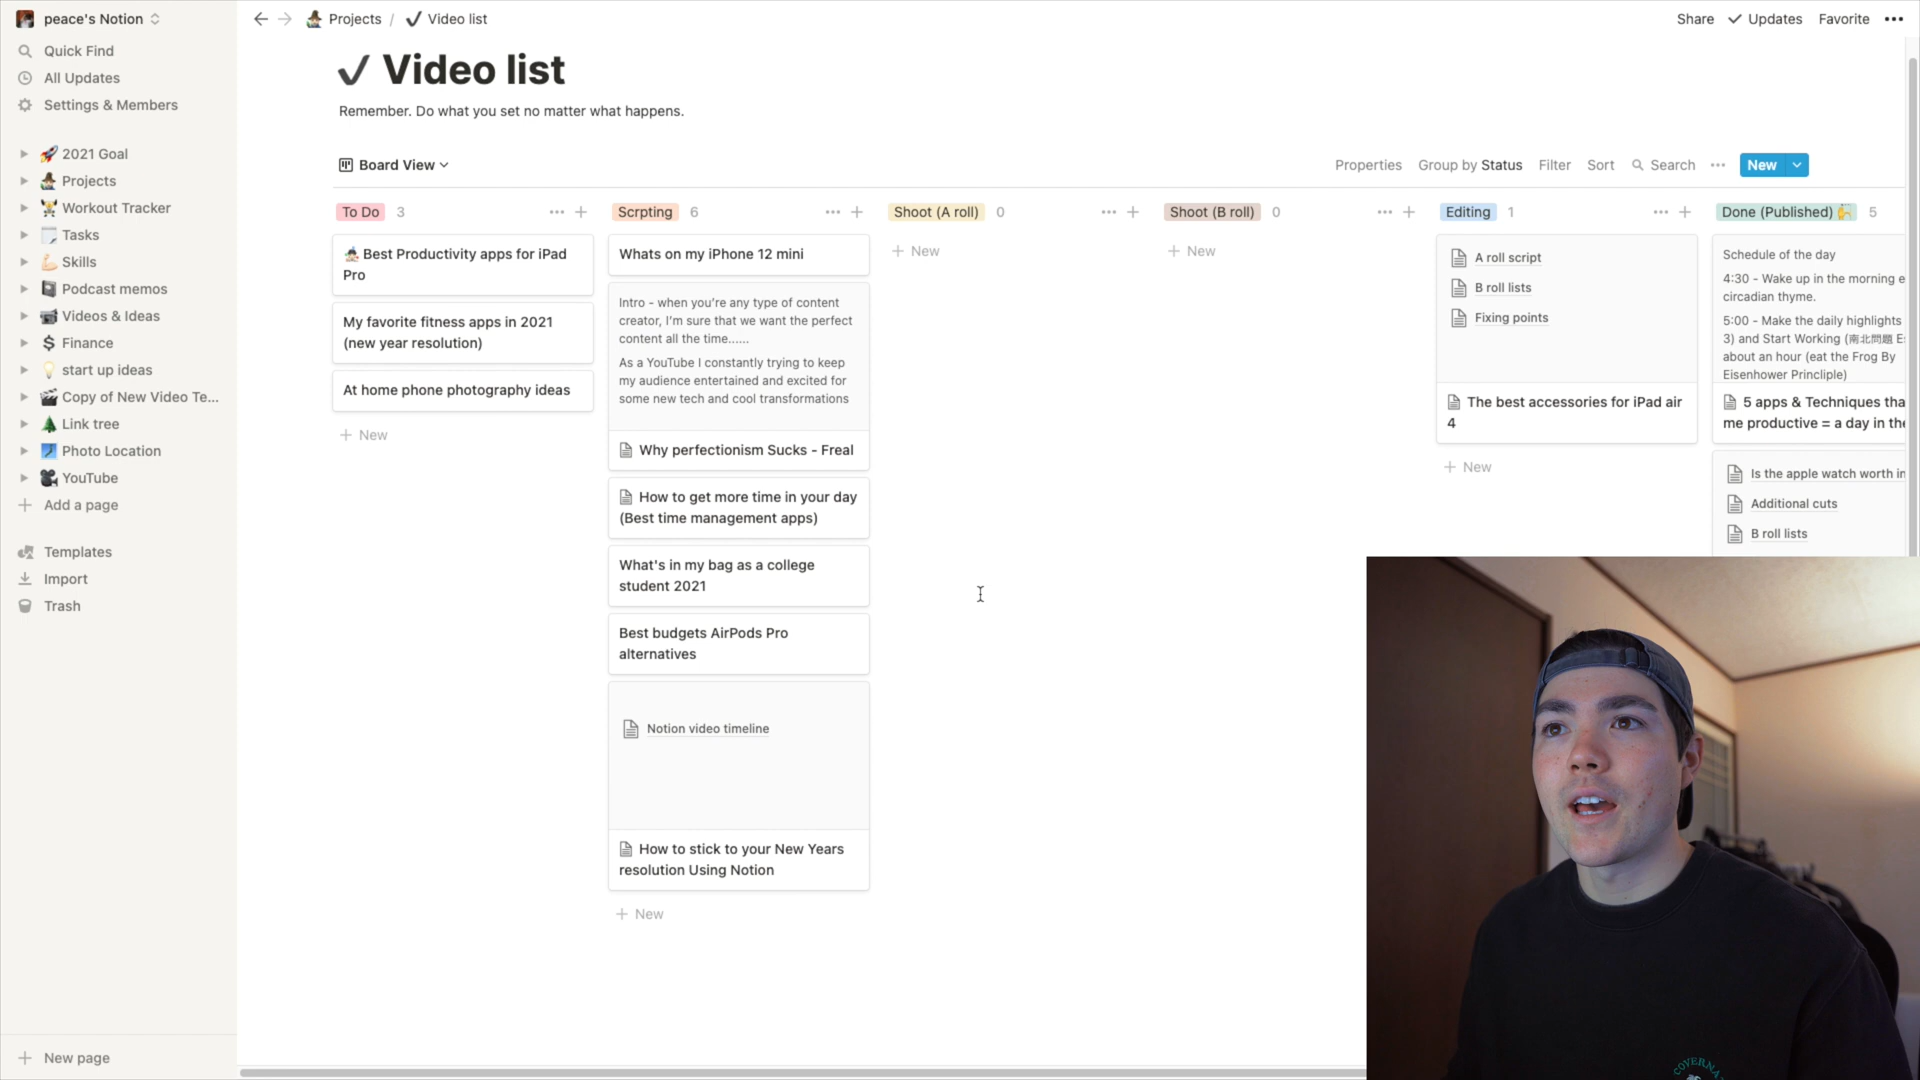 peace's Notion
Quick Find
All Updates
Settings & Members
2021 Goal
Projects
Workout Tracker
Tasks
Skills
Podcast memos
Videos & Ideas
Finance
start up ideas
Copy of New Video Te...
Link tree
Photo Location
YouTube
Add a page
Templates
Import
Trash
New page
Projects / Video list
Share Updates Favorite
Video list
Remember. Do what you set no matter what happens.
Board View
Properties Group by Status Filter Sort Search New
To Do 3
Best Productivity apps for iPad
Pro
My favorite fitness apps in 2021
(new year resolution)
At home phone photography ideas
New
Scrpting 6
Whats on my iPhone 12 mini
Intro - when you're any type of content
creator, I'm sure that we want the perfect
content all the time......
As a YouTube I constantly trying to keep
my audience entertained and excited for
some new tech and cool transformations
Why perfectionism Sucks - Freal
How to get more time in your day
(Best time management apps)
What's in my bag as a college
student 2021
Best budgets AirPods Pro
alternatives
Notion video timeline
How to stick to your New Years
resolution Using Notion
New
Shoot (A roll) 0
New
Shoot (B roll) 0
New
Editing 1
A roll script
B roll lists
Fixing points
The best accessories for iPad air
4
New
Done (Published) 5
Schedule of the day
4:30 - Wake up in the morning e
circadian thyme.
5:00 - Make the daily highlights
3) and Start Working (南北問題 E
about an hour (eat the Frog By
Eisenhower Princliple)
5 apps & Techniques tha
me productive = a day in the
Is the apple watch worth in
Additional cuts
B roll lists
COVERNA